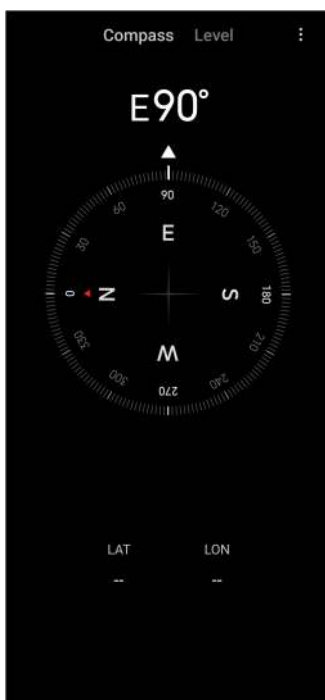 Compass Level
E90°
90
60 120
E
30 150
0 N S 180
330 210
W
300 240
270
LAT LON
-- --